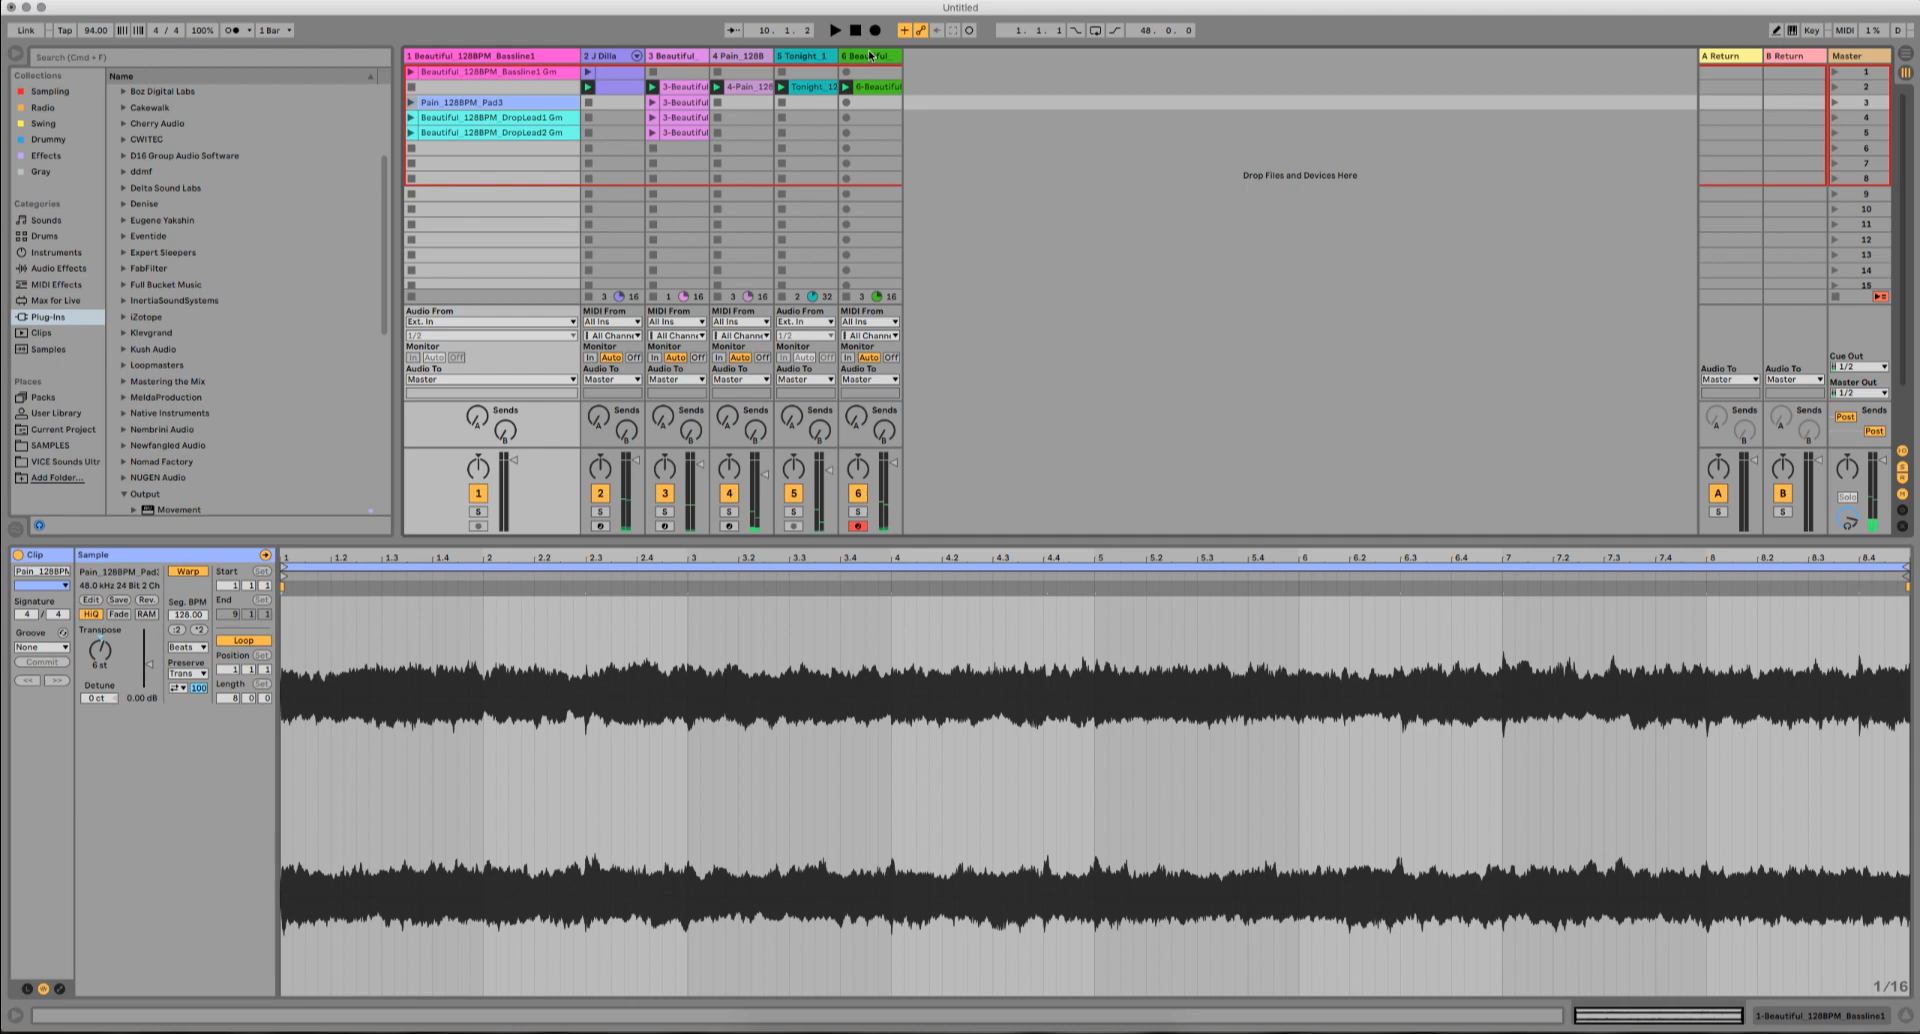 Untitled
Link Tap 94.00 4 / 4 100% 1 Bar 10. 1. 2 1. 1. 1 48. 0. 0 Key MIDI 1 % D
Search (Cmd + F)
Collections
Sampling
Radio
Swing
Drummy
Effects
Gray
Categories
Sounds
Drums
Instruments
Audio Effects
MIDI Effects
Max for Live
Plug-Ins
Clips
Samples
Places
Packs
User Library
Current Project
SAMPLES
VICE Sounds Ultr
Add Folder...
Name
Boz Digital Labs
Cakewalk
Cherry Audio
CWITEC
D16 Group Audio Software
ddmf
Delta Sound Labs
Denise
Eugene Yakshin
Eventide
Expert Sleepers
FabFilter
Full Bucket Music
InertiaSoundSystems
iZotope
Klevgrand
Kush Audio
Loopmasters
Mastering the Mix
MeldaProduction
Native Instruments
Nembrini Audio
Newfangled Audio
Nomad Factory
NUGEN Audio
Output
Movement
1 Beautiful_128BPM_Bassline1 2 J Dilla 3 Beautiful_ 4 Pain_128B 5 Tonight_1 6 Beau ful_ A Return B Return Master
Beautiful_128BPM_Bassline1 Gm 1
3-Beautiful 4-Pain_128 Tonight_12 6-Beautiful 2
Pain_128BPM_Pad3 3-Beautiful 3
Beautiful_128BPM_DropLead1 Gm 3-Beautiful 4
Beautiful_128BPM_DropLead2 Gm 3-Beautiful 5
6
7
Drop Files and Devices Here
8
9
10
11
12
13
14
15
3 16 1 16 3 16 2 32 3 16
Audio From MIDI From MIDI From MIDI From Audio From MIDI From
Ext. In All Ins All Ins All Ins Ext. In All Ins
1/2 All Channe All Channe All Channe 1/2 All Channe
Monitor Monitor Monitor Monitor Monitor Monitor Cue Out
In Auto Off In Auto Off In Auto Off In Auto Off In Auto Off In Auto Off 1/2
Audio To Audio To Audio To Audio To Audio To Audio To Audio To Audio To
Master Master Master Master Master Master Master Master Master Out
1/2
Sends Sends Sends Sends Sends Sends Sends Sends Sends
A A A A A A A A Post
B B B B B B B B Post
1 2 3 4 5 6 A B Solo
S S S S S S S S
Clip Sample
Pain_128BPM Pain_128BPM_Pad: Warp Start Set
48.0 kHz 24 Bit 2 Ch 1 1 1
Signature Edit Save Rev. Seg. BPM End Set
4 / 4 HiQ Fade RAM 128.00 9 1 1
Groove Transpose :2 *2 Loop
None Beats Position Set
Commit 6 st Preserve 1 1 1
<< >> Trans Length Set
Detune 100 8 0 0
0 ct 0.00 dB
1 1.2 1.3 1.4 2 2.2 2.3 2.4 3 3.2 3.3 3.4 4 4.2 4.3 4.4 5 5.2 5.3 5.4 6 6.2 6.3 6.4 7 7.2 7.3 7.4 8 8.2 8.3 8.4
1/16
1-Beautiful_128BPM_Bassline1